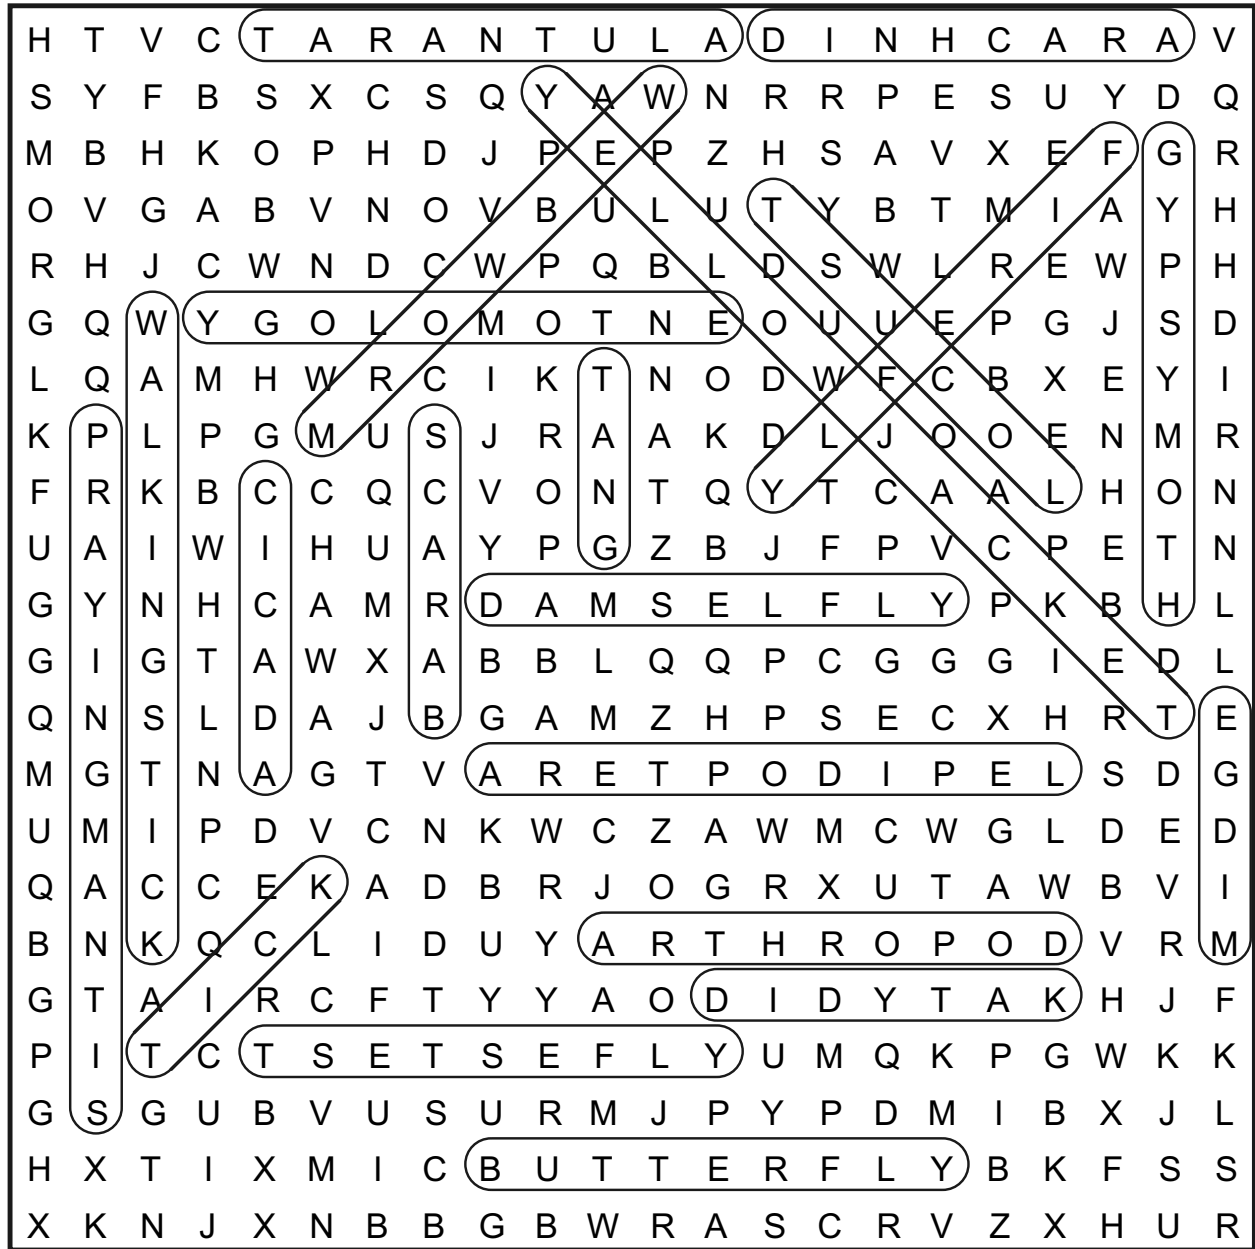 H T V C T A R A N T U L A D I N H C A R A V
S Y F B S X C S Q Y A W N R R P E S U Y D Q
M B H K O P H D J P E P Z H S A V X E F G R
O V G A B V N O V B U L U T Y B T M I A Y H
R H J C W N D C W P Q B L D S W L R E W P H
G Q W Y G O L O M O T N E O U U E P G J S D
L Q A M H W R C I K T N O D W F C B X E Y I
K P L P G M U S J R A A K D L J O O E N M R
F R K B C C Q C V O N T Q Y T C A A L H O N
U A I W I H U A Y P G Z B J F P V C P E T N
G Y N H C A M R D A M S E L F L Y P K B H L
G I G T A W X A B B L Q Q P C G G G I E D L
Q N S L D A J B G A M Z H P S E C X H R T E
M G T N A G T V A R E T P O D I P E L S D G
U M I P D V C N K W C Z A W M C W G L D E D
Q A C C E K A D B R J O G R X U T A W B V I
B N K Q C L I D U Y A R T H R O P O D V R M
G T A I R C F T Y Y A O D I D Y T A K H J F
P I T C T S E T S E F L Y U M Q K P G W K K
G S G U B V U S U R M J P Y P D M I B X J L
H X T I X M I C B U T T E R F L Y B K F S S
X K N J X N B B G B W R A S C R V Z X H U R